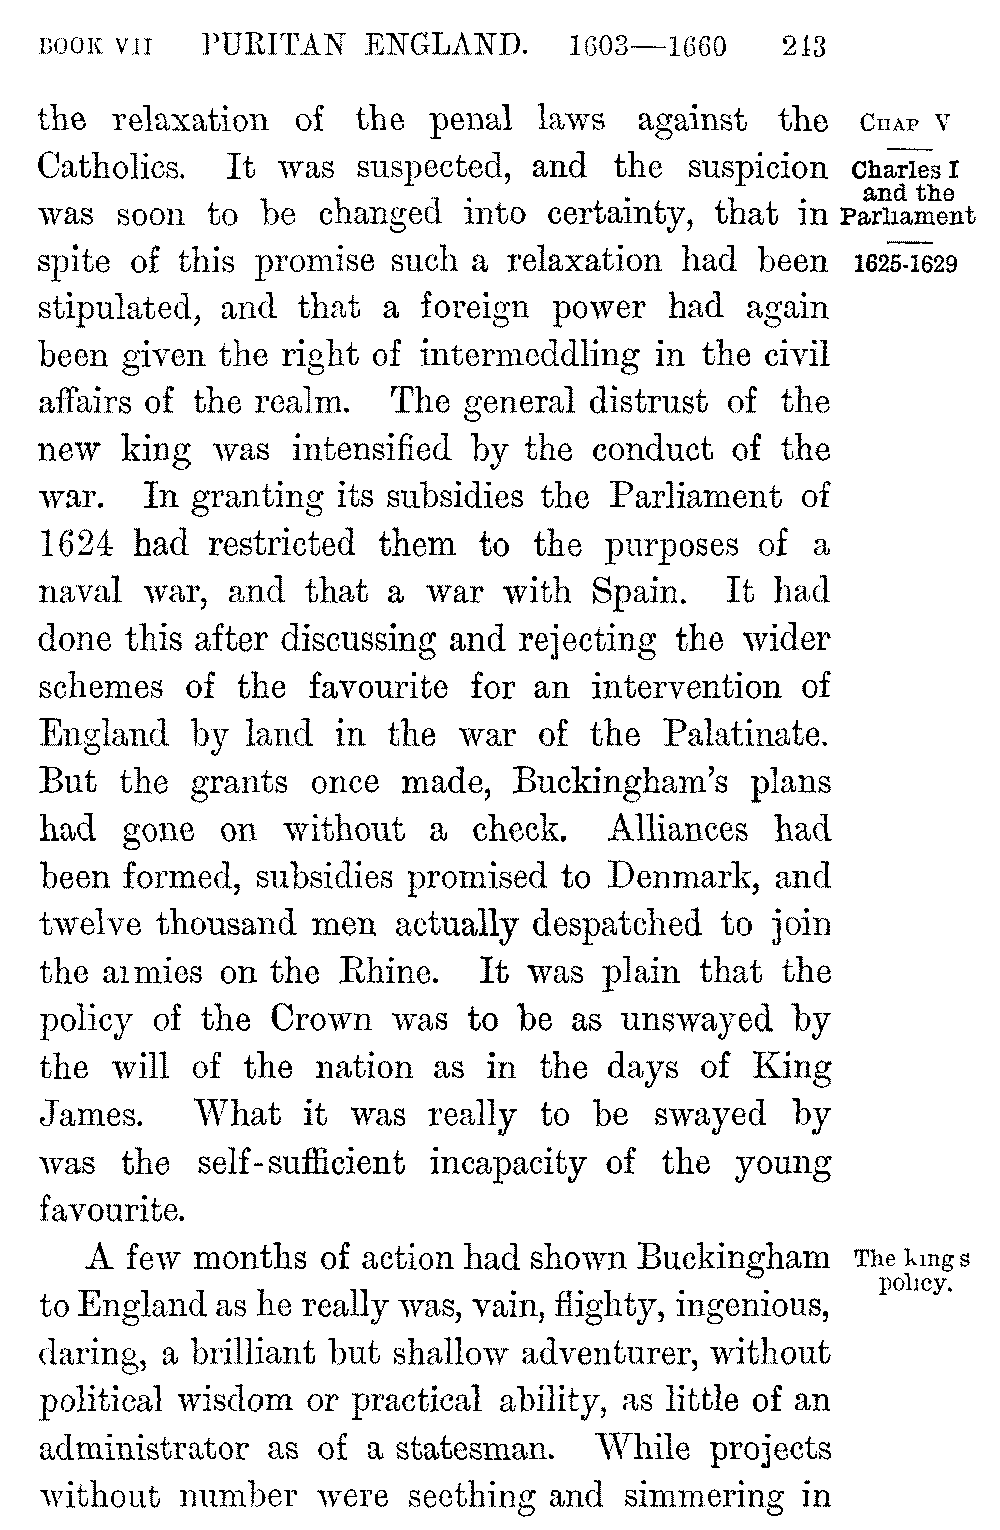 BOOK VII PURITAN ENGLAND. 1603—1660 243
the relaxation of the penal laws against the
Catholics. It was suspected, and the suspicion
was soon to be changed into certainty, that in
spite of this promise such a relaxation had been
stipulated, and that a foreign power had again
been given the right of intermeddling in the civil
affairs of the realm. The general distrust of the
new king was intensified by the conduct of the
war. In granting its subsidies the Parliament of
1624 had restricted them to the purposes of a
naval war, and that a war with Spain. It had
done this after discussing and rejecting the wider
schemes of the favourite for an intervention of
England by land in the war of the Palatinate.
But the grants once made, Buckingham's plans
had gone on without a check. Alliances had
been formed, subsidies promised to Denmark, and
twelve thousand men actually despatched to join
the armies on the Rhine. It was plain that the
policy of the Crown was to be as unswayed by
the will of the nation as in the days of King
James. What it was really to be swayed by
was the self-sufficient incapacity of the young
favourite.
A few months of action had shown Buckingham
to England as he really was, vain, flighty, ingenious,
daring, a brilliant but shallow adventurer, without
political wisdom or practical ability, as little of an
administrator as of a statesman. While projects
without number were seething and simmering in
CHAP V
Charles I
and the
Parliament
1625-1629
The kings
policy.